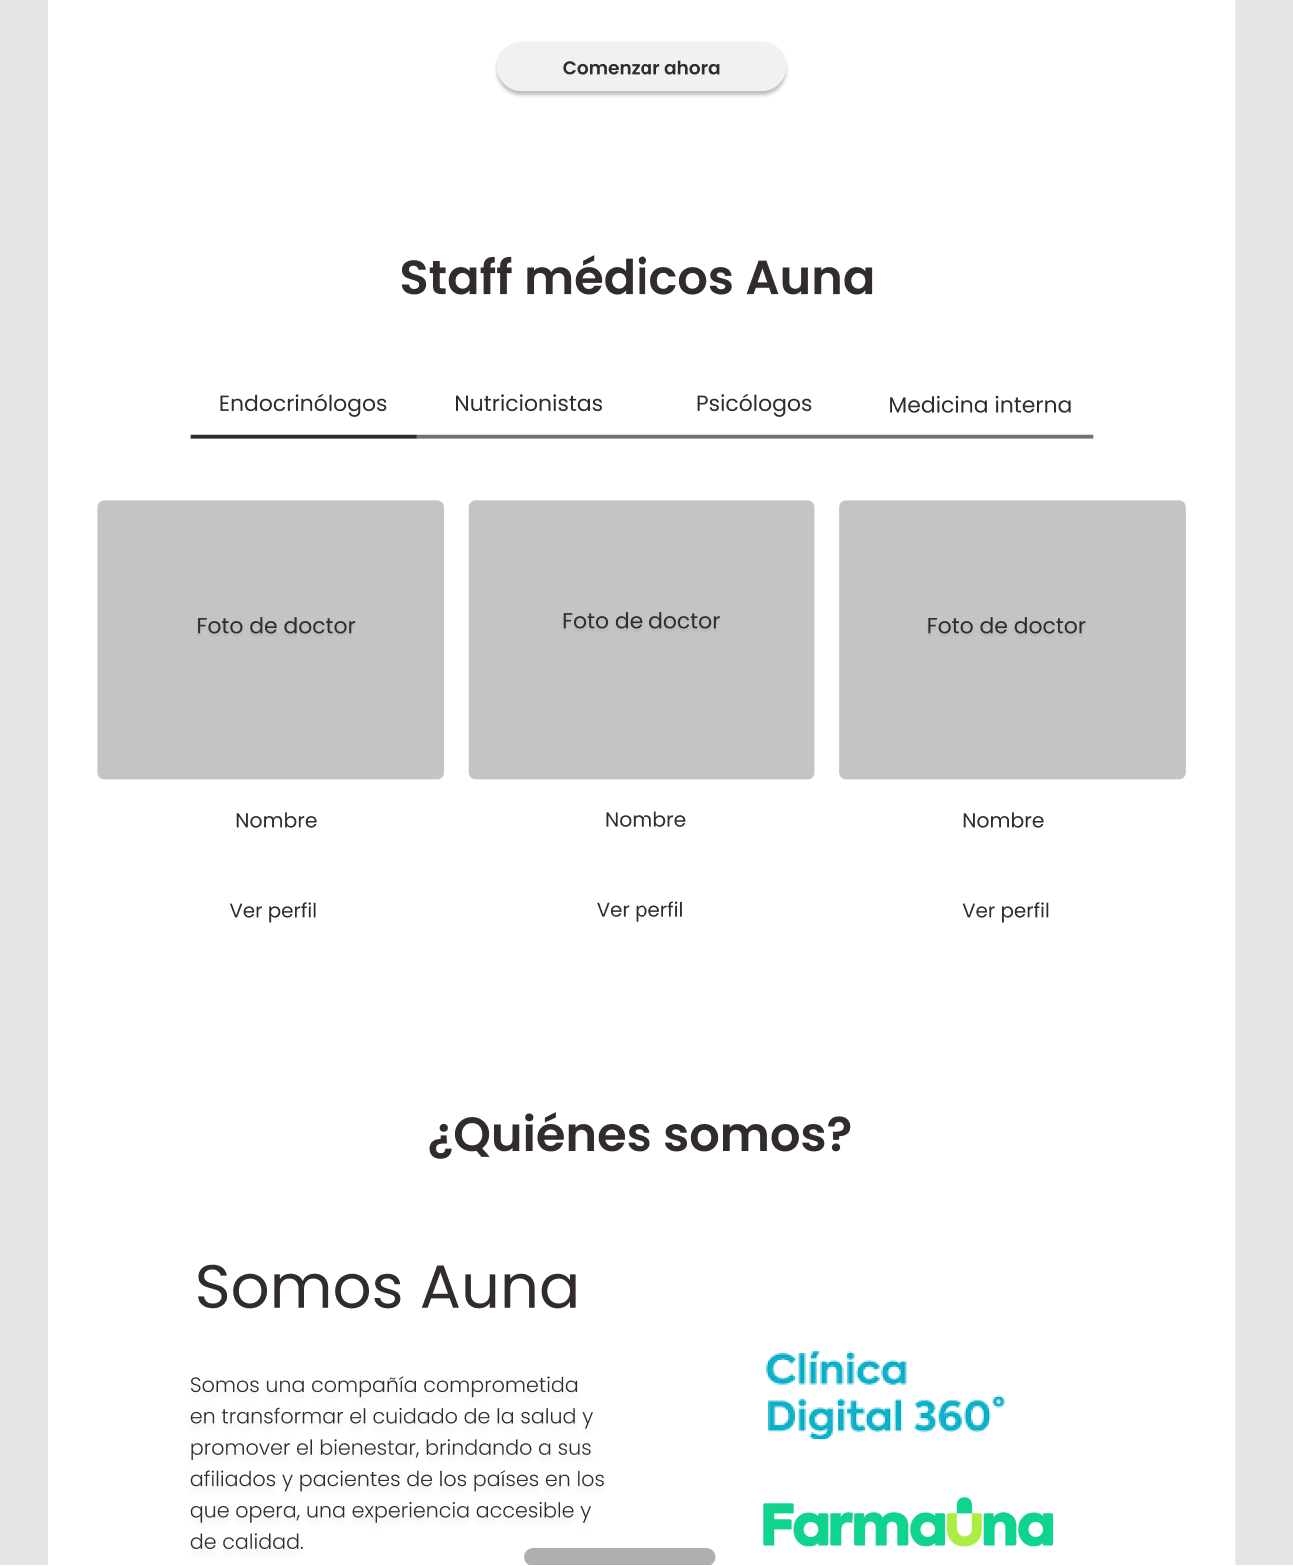 Comenzar ahora
Staff médicos Auna
Endocrinólogos Nutricionistas Psicólogos Medicina interna
Foto de doctor Foto de doctor Foto de doctor
Nombre Nombre Nombre
Ver perfil Ver perfil Ver perfil
¿Quiénes somos?
Somos Auna
Somos una compañía comprometida
en transformar el cuidado de la salud y
promover el bienestar, brindando a sus
afiliados y pacientes de los países en los
que opera, una experiencia accesible y
de calidad.
Clínica
Digital 360°
Farmauna